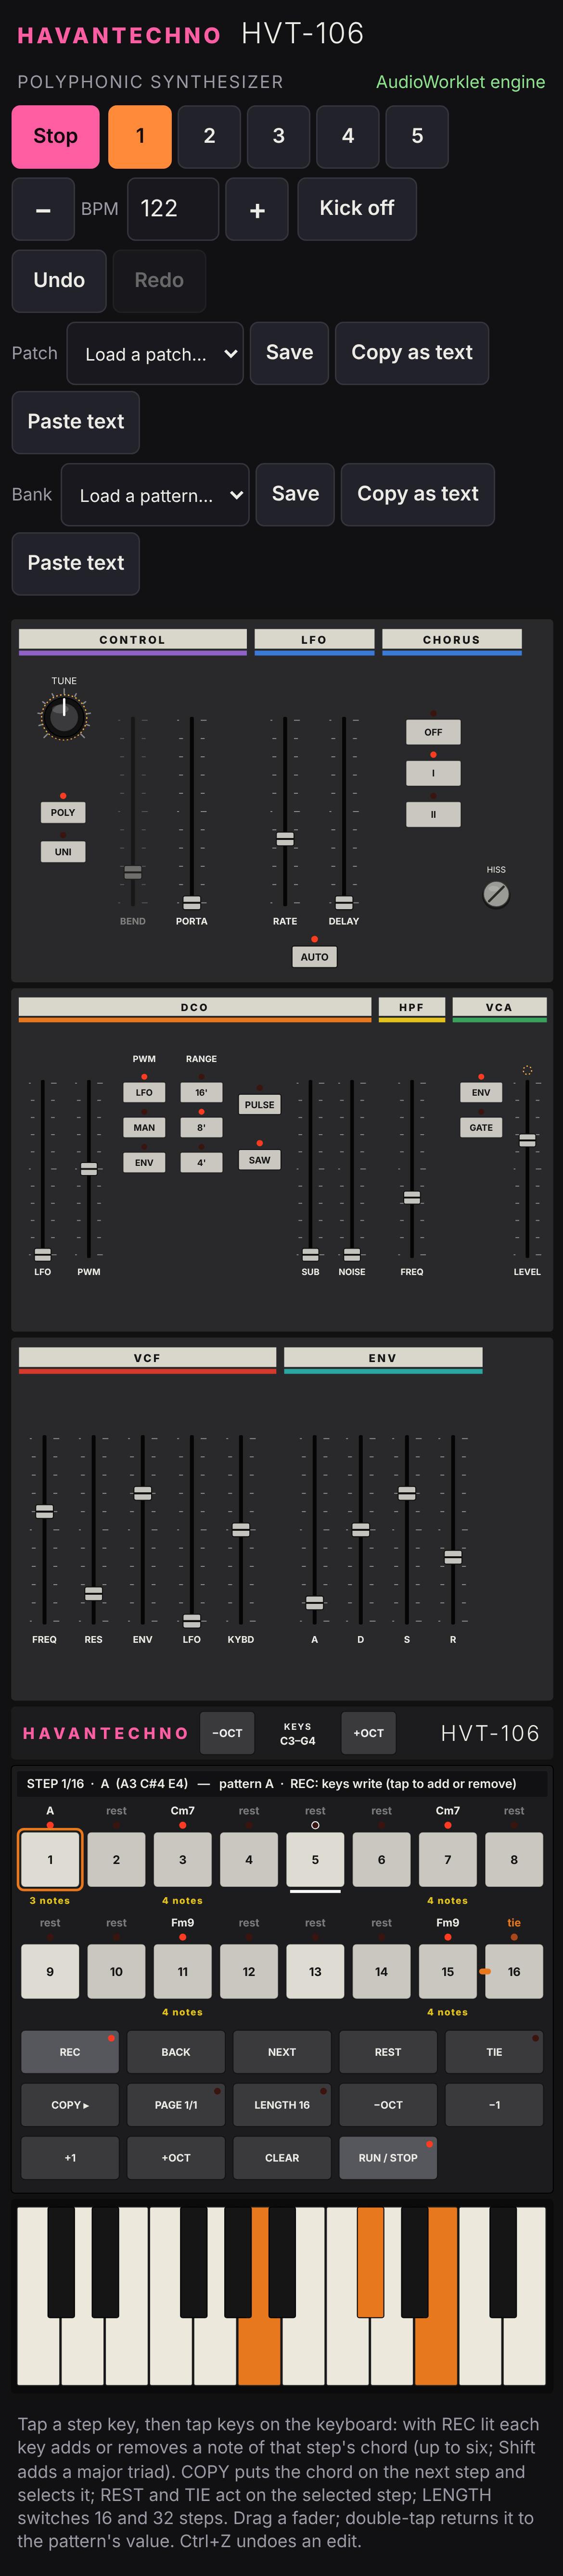 HAVANTECHNO HVT-106
POLYPHONIC SYNTHESIZER AudioWorklet engine
Stop 1 2 3 4 5
− BPM 122 + Kick off
Undo Redo
Patch Load a patch... Save Copy as text
Paste text
Bank Load a pattern... Save Copy as text
Paste text
CONTROL LFO CHORUS
TUNE
OFF
I
POLY
II
UNI
HISS
BEND PORTA RATE DELAY
AUTO
DCO HPF VCA
PWM RANGE
LFO 16' ENV
PULSE
MAN 8' GATE
ENV 4' SAW
LFO PWM SUB NOISE FREQ LEVEL
VCF ENV
FREQ RES ENV LFO KYBD A D S R
HAVANTECHNO −OCT KEYS C3–G4 +OCT HVT-106
STEP 1/16 · A (A3 C#4 E4) — pattern A · REC: keys write (tap to add or remove)
A rest Cm7 rest rest rest Cm7 rest
1 2 3 4 5 6 7 8
3 notes 4 notes 4 notes
rest rest Fm9 rest rest rest Fm9 tie
9 10 11 12 13 14 15 16
4 notes 4 notes
REC BACK NEXT REST TIE
COPY ▸ PAGE 1/1 LENGTH 16 −OCT −1
+1 +OCT CLEAR RUN / STOP
Tap a step key, then tap keys on the keyboard: with REC lit each
key adds or removes a note of that step's chord (up to six; Shift
adds a major triad). COPY puts the chord on the next step and
selects it; REST and TIE act on the selected step; LENGTH
switches 16 and 32 steps. Drag a fader; double-tap returns it to
the pattern's value. Ctrl+Z undoes an edit.